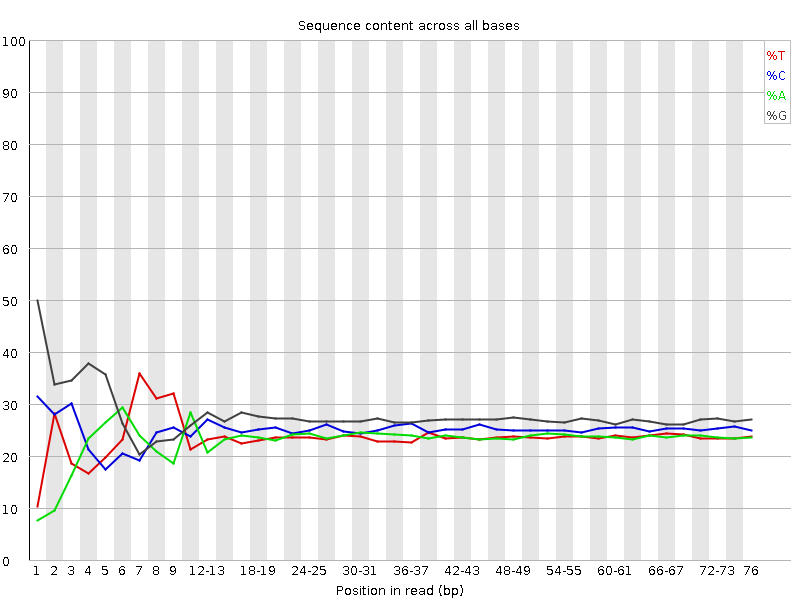 Sequence content across all bases
100
90
80
70
60
50
40
30
20
10
0
%T
%C
%A
%G
1 2 3 4 5 6 7 8 9 12-13 18-19 24-25 30-31 36-37 42-43 48-49 54-55 60-61 66-67 72-73 76
Position in read (bp)